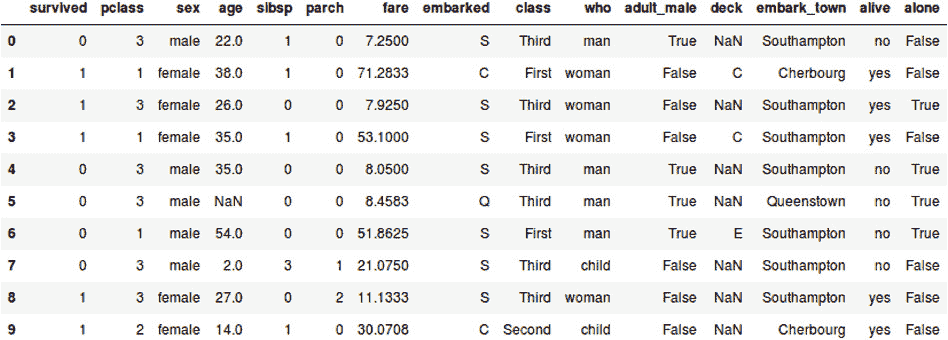 survived pclass sex age sibsp parch fare embarked class who adult_male deck embark_town alive alone
0 0 3 male 22.0 1 0 7.2500 S Third man True NaN Southampton no False
1 1 1 female 38.0 1 0 71.2833 C First woman False C Cherbourg yes False
2 1 3 female 26.0 0 0 7.9250 S Third woman False NaN Southampton yes True
3 1 1 female 35.0 1 0 53.1000 S First woman False C Southampton yes False
4 0 3 male 35.0 0 0 8.0500 S Third man True NaN Southampton no True
5 0 3 male NaN 0 0 8.4583 Q Third man True NaN Queenstown no True
6 0 1 male 54.0 0 0 51.8625 S First man True E Southampton no True
7 0 3 male 2.0 3 1 21.0750 S Third child False NaN Southampton no False
8 1 3 female 27.0 0 2 11.1333 S Third woman False NaN Southampton yes False
9 1 2 female 14.0 1 0 30.0708 C Second child False NaN Cherbourg yes False